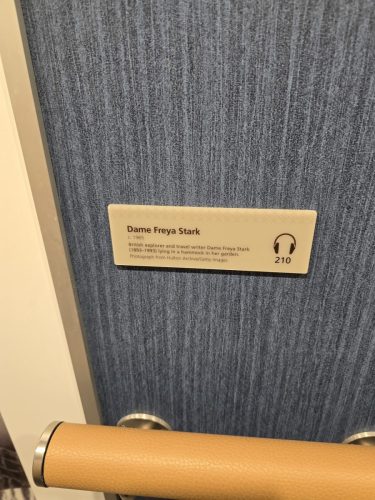 Dame Freya Stark
c. 1965
British explorer and travel writer Dame Freya Stark
(1893–1993) lying in a hammock in her garden.
Photograph from Hulton Archive/Getty Images
210